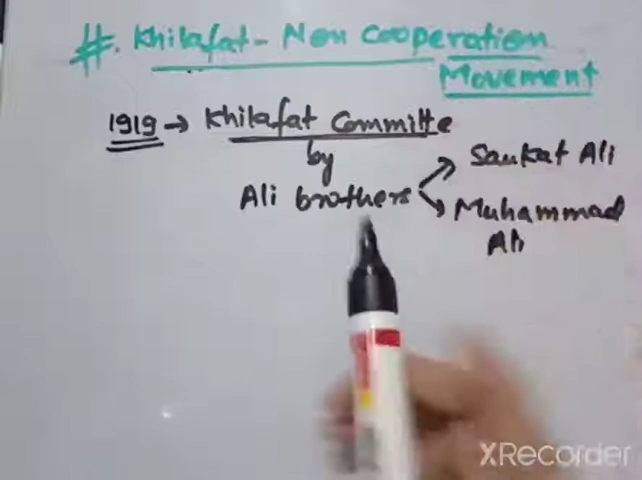 #. Khilafat - Non Cooperation
Movement
1919 → Khilafat Committe
by
Ali brothers
Saukat Ali
Muhammad
Ali
XRecorder